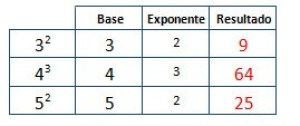 Base Exponente Resultado
3² 3 2 9
4³ 4 3 64
5² 5 2 25